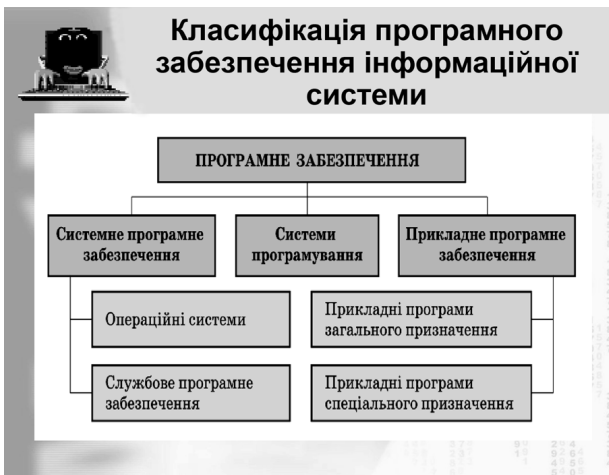 Класифікація програмного
забезпечення інформаційної
системи
ПРОГРАМНЕ ЗАБЕЗПЕЧЕННЯ
Системне програмне
забезпечення
Системи
програмування
Прикладне програмне
забезпечення
Операційні системи
Прикладні програми
загального призначення
Службове програмне
забезпечення
Прикладні програми
спеціального призначення